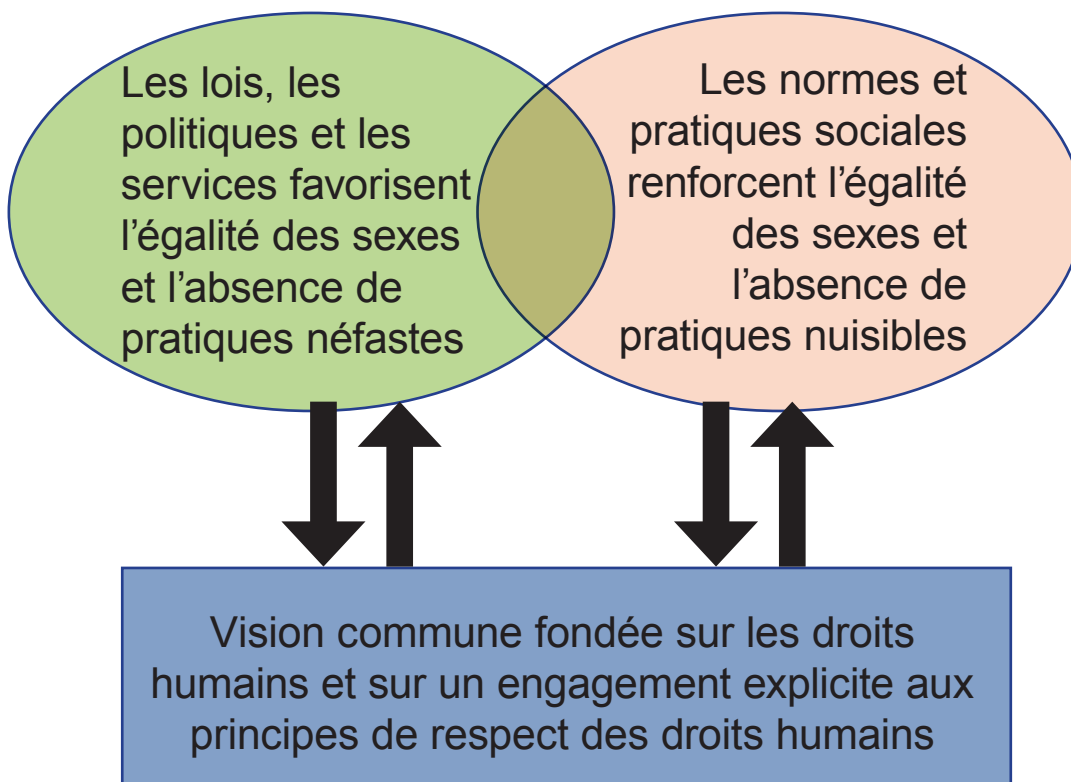 Les lois, les
politiques et les
services favorisent
l’égalité des sexes
et l’absence de
pratiques néfastes
Les normes et
pratiques sociales
renforcent l’égalité
des sexes et
l’absence de
pratiques nuisibles
Vision commune fondée sur les droits
humains et sur un engagement explicite aux
principes de respect des droits humains